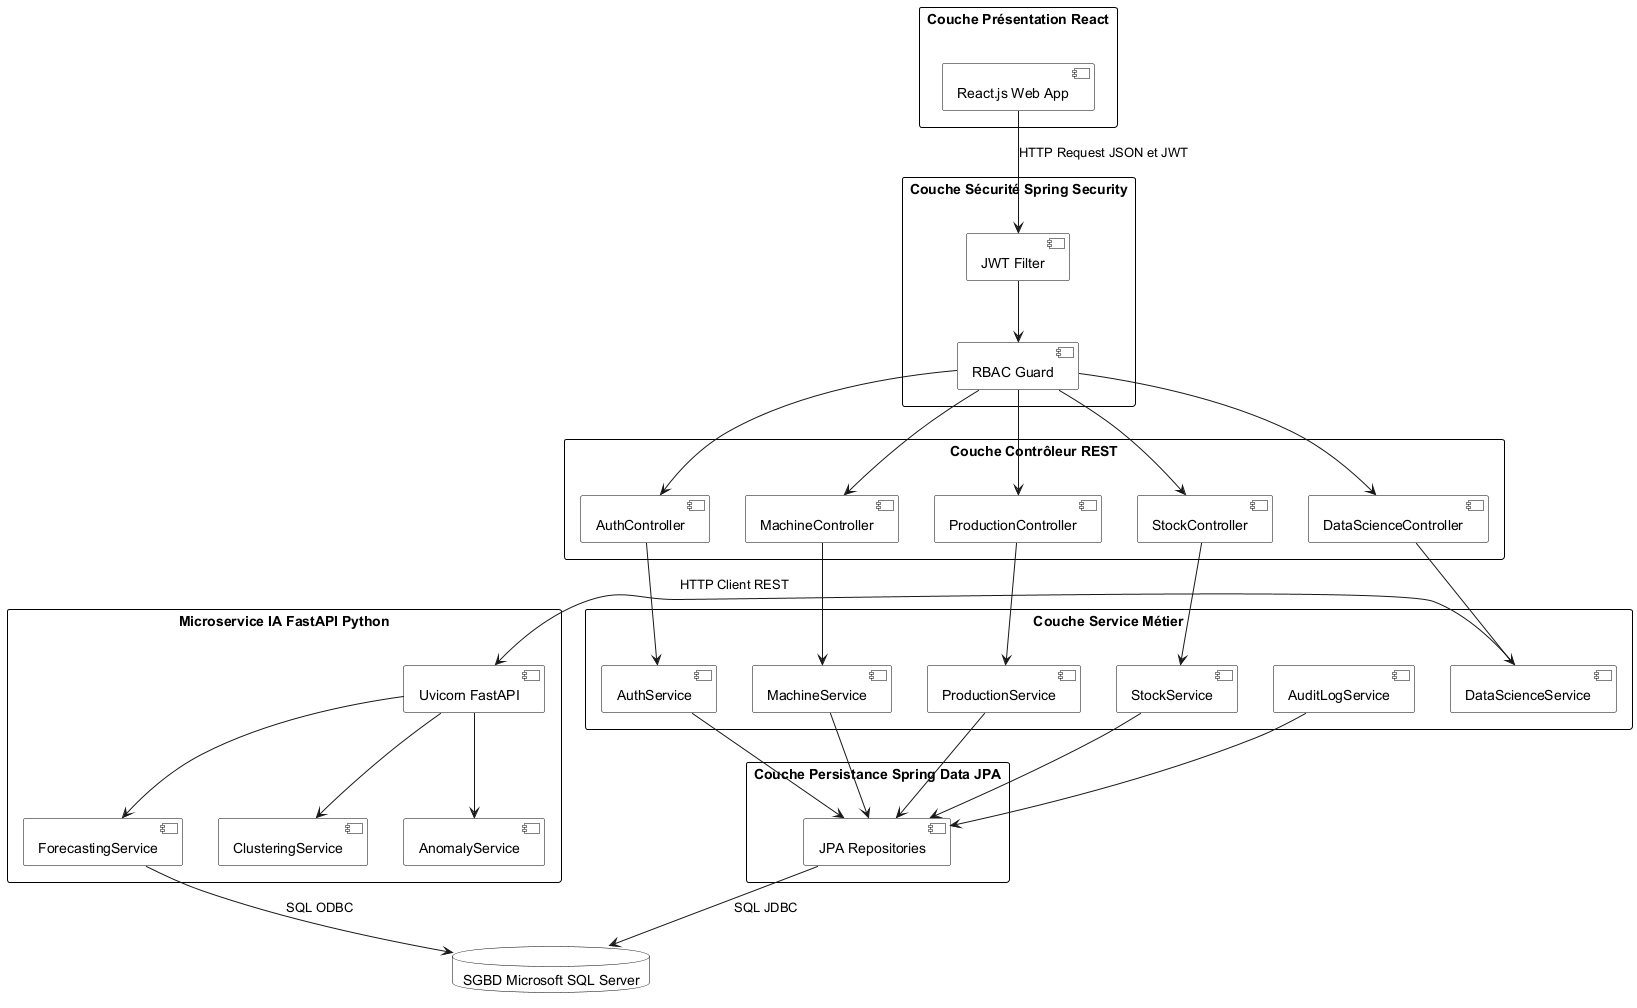 Couche Présentation React
React.js Web App
HTTP Request JSON et JWT
Couche Sécurité Spring Security
JWT Filter
RBAC Guard
Couche Contrôleur REST
AuthController
MachineController
ProductionController
StockController
DataScienceController
HTTP Client REST
Microservice IA FastAPI Python
Couche Service Métier
Uvicorn FastAPI
AuthService
MachineService
ProductionService
StockService
AuditLogService
DataScienceService
Couche Persistance Spring Data JPA
ForecastingService
ClusteringService
AnomalyService
JPA Repositories
SQL ODBC
SQL JDBC
SGBD Microsoft SQL Server